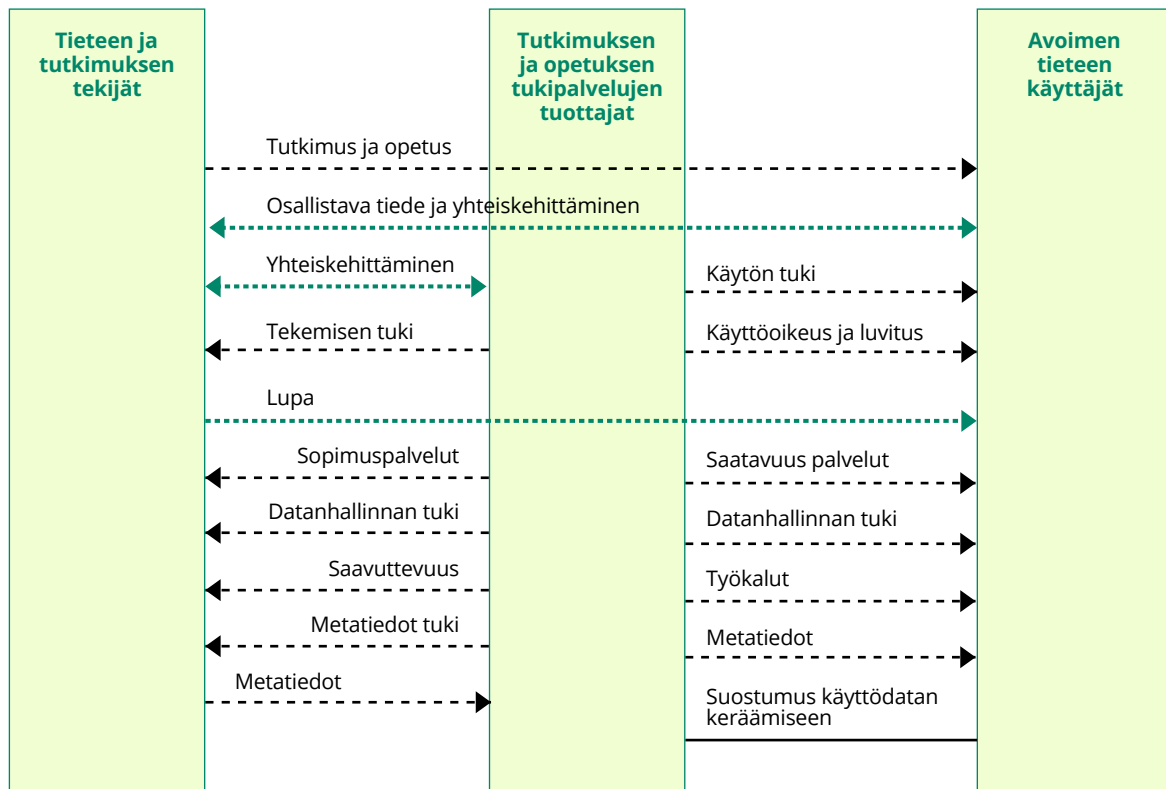 Tieteen ja
tutkimuksen
tekijät
Tutkimuksen
ja opetuksen
tukipalvelujen
tuottajat
Avoimen
tieteen
käyttäjät
Tutkimus ja opetus
Osallistava tiede ja yhteiskehittäminen
Yhteiskehittäminen
Käytön tuki
Tekemisen tuki
Käyttöoikeus ja luvitus
Lupa
Sopimuspalvelut
Saatavuus palvelut
Datanhallinnan tuki
Datanhallinnan tuki
Saavuttevuus
Työkalut
Metatiedot tuki
Metatiedot
Metatiedot
Suostumus käyttödatan
keräämiseen